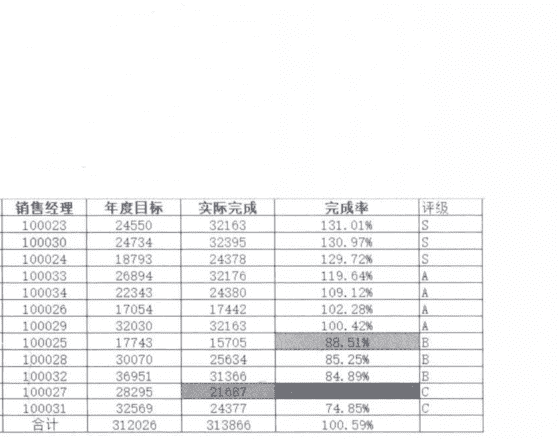 销售经理 年度目标 实际完成 完成率 评级
100023 24550 32163 131.01% S
100030 24734 32395 130.97% S
100024 18793 24378 129.72% S
100033 26894 32176 119.64% A
100034 22343 24380 109.12% A
100026 17054 17442 102.28% A
100029 32030 32163 100.42% A
100025 17743 15705 88.51% B
100028 30070 25634 85.25% B
100032 36951 31366 84.89% B
100027 28295 21687 C
100031 32569 24377 74.85% C
合计 312026 313866 100.59%